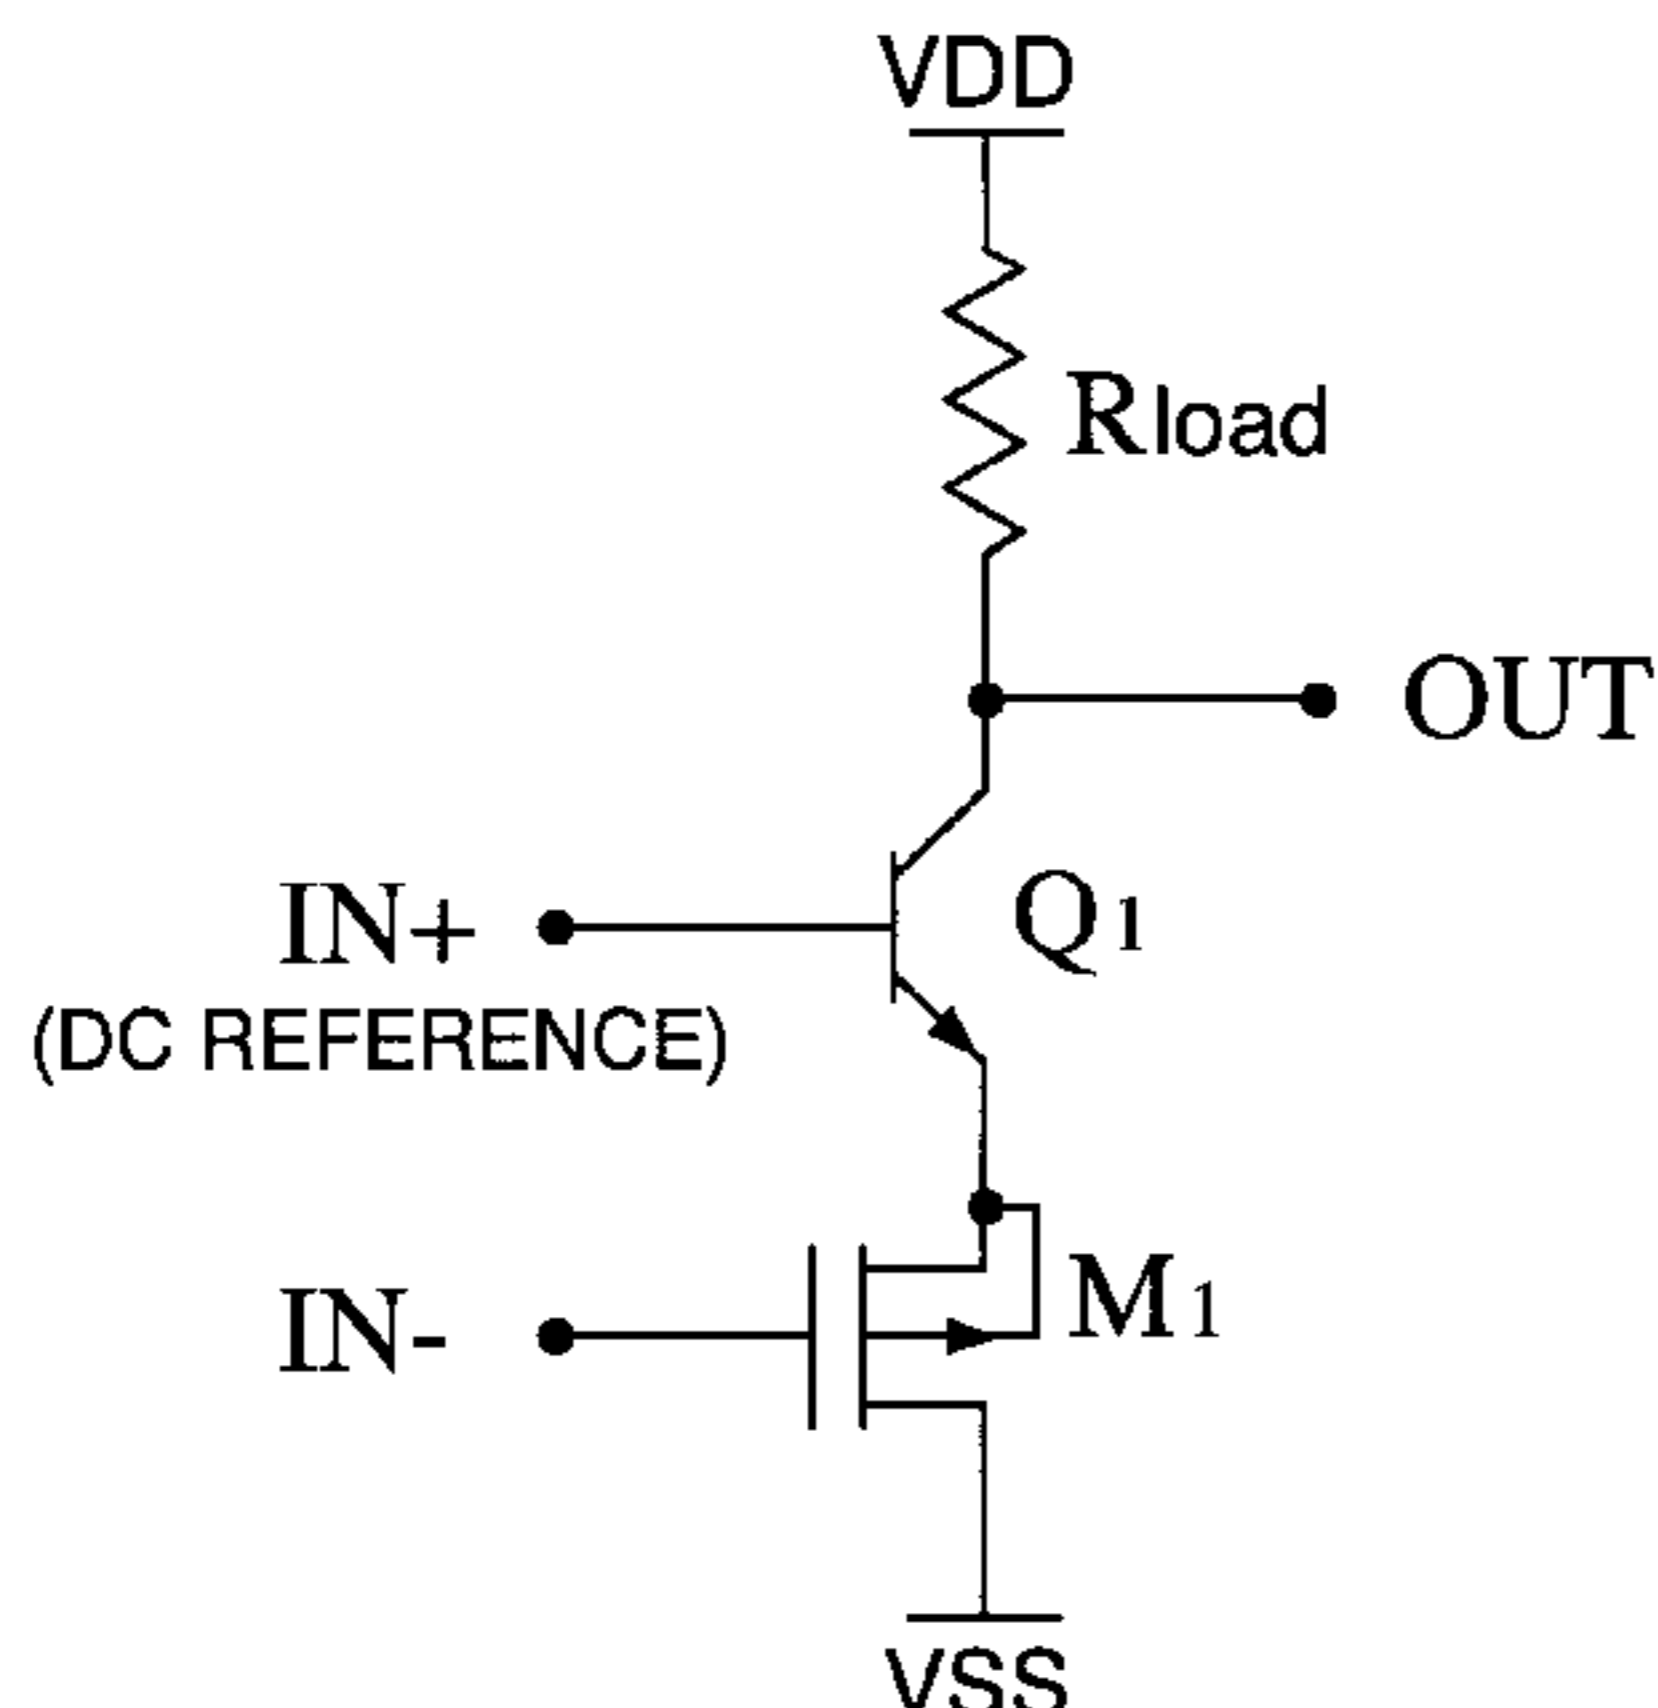 VDD
Rload
OUT
IN+
(DC REFERENCE)
Q1
IN-
M1
VSS